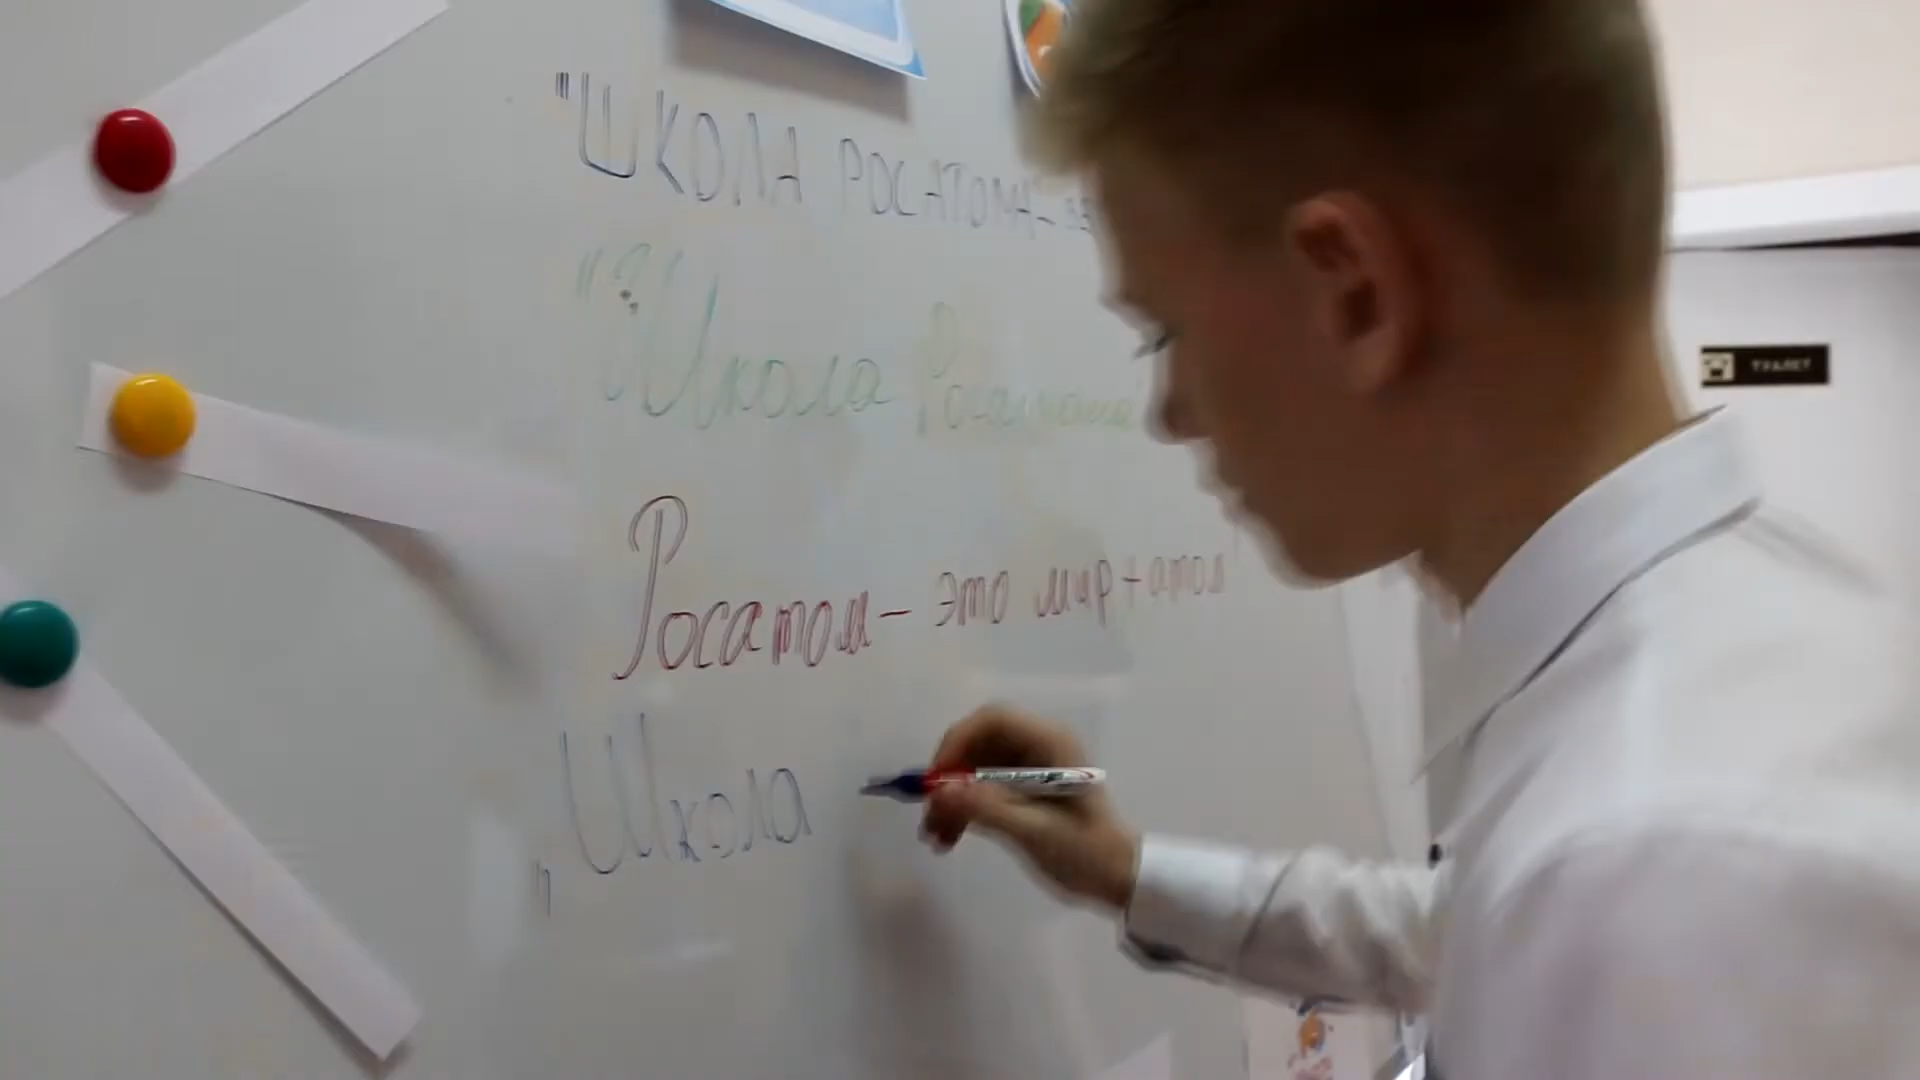 "ШКОЛА РОСАТОМА-
"Школа Росатома"
Росатом - это мир+атом
„Школа
ТУАЛЕТ